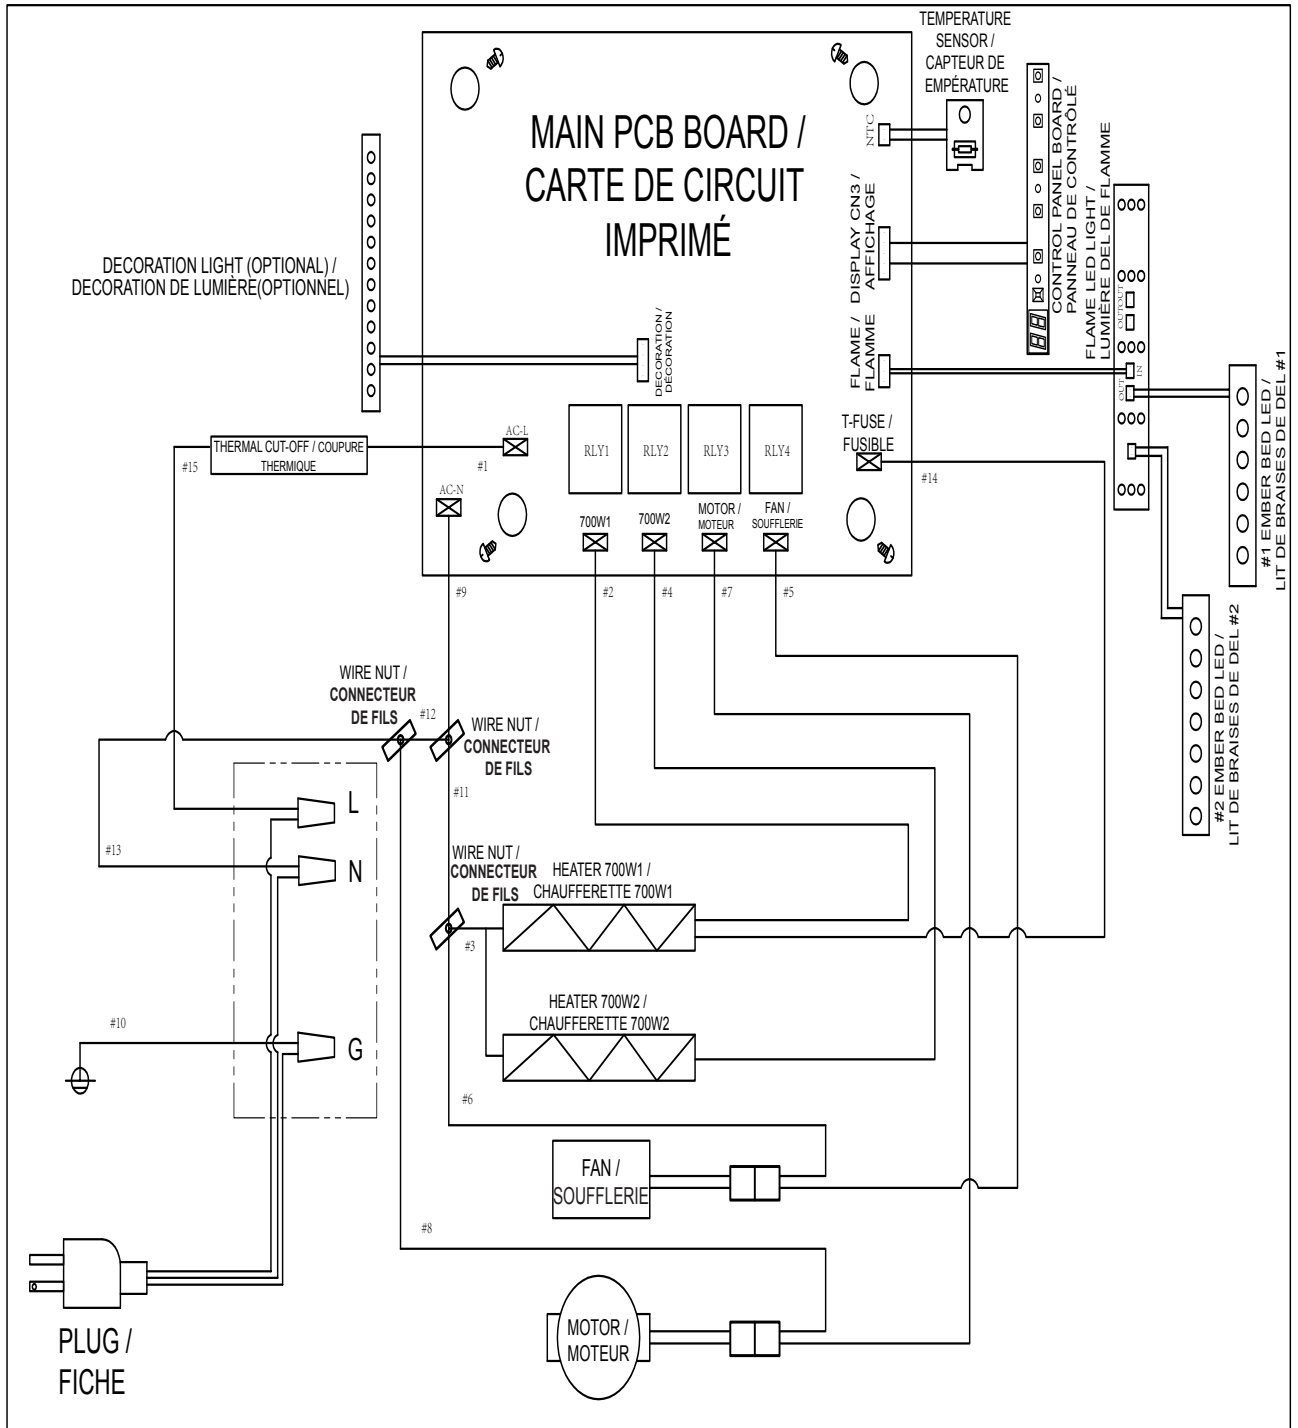 TEMPERATURE
SENSOR /
CAPTEUR DE
EMPÉRATURE
MAIN PCB BOARD /
CARTE DE CIRCUIT
IMPRIMÉ
NTC
DISPLAY CN3 /
AFFICHAGE
FLAME /
FLAMME
CONTROL PANEL BOARD /
PANNEAU DE CONTRÔLÉ
FLAME LED LIGHT /
LUMIÈRE DEL DE FLAMME
OUT
OUT
IN
OUT
#1 EMBER BED LED /
LIT DE BRAISES DE DEL #1
#2 EMBER BED LED /
LIT DE BRAISES DE DEL #2
DECORATION LIGHT (OPTIONAL) /
DECORATION DE LUMIÈRE(OPTIONNEL)
DECORATION /
DÉCORATION
THERMAL CUT-OFF / COUPURE
THERMIQUE
#15
#1
AC-L
AC-N
RLY1
RLY2
RLY3
RLY4
T-FUSE /
FUSIBLE
#14
700W1
700W2
MOTOR /
MOTEUR
FAN /
SOUFFLERIE
#9
#2
#4
#7
#5
WIRE NUT /
CONNECTEUR
DE FILS
#12
WIRE NUT /
CONNECTEUR
DE FILS
#11
L
#13
N
WIRE NUT /
CONNECTEUR
DE FILS
#3
HEATER 700W1 /
CHAUFFERETTE 700W1
HEATER 700W2 /
CHAUFFERETTE 700W2
#10
G
#6
FAN /
SOUFFLERIE
#8
MOTOR /
MOTEUR
PLUG /
FICHE
88